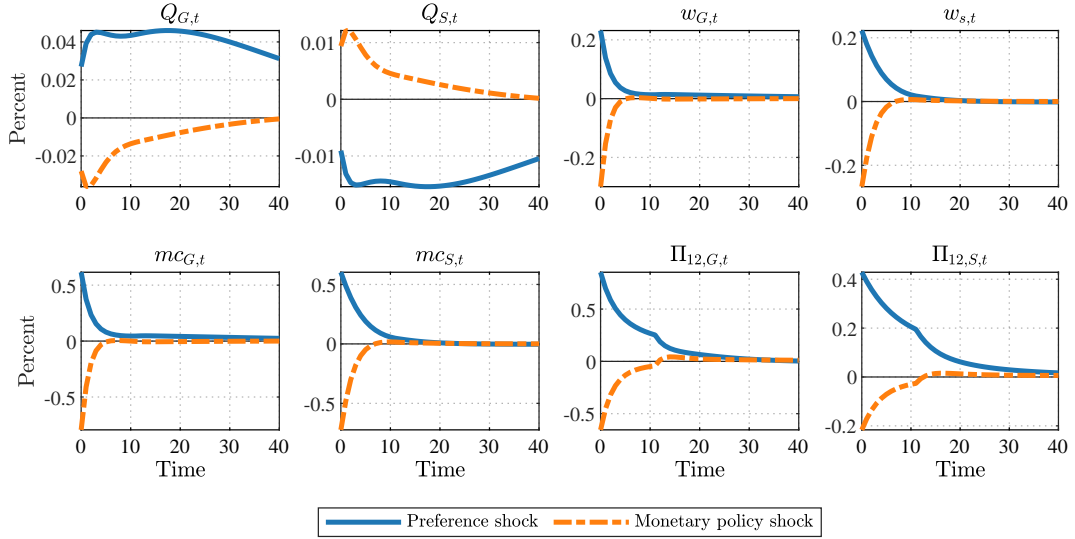 Q_{G,t} Q_{S,t} w_{G,t} w_{s,t}
Percent
0.04
0.02
0
-0.02
0 10 20 30 40
0.01
0
-0.01
0 10 20 30 40
0.2
0
-0.2
0 10 20 30 40
0.2
0
-0.2
0 10 20 30 40
mc_{G,t} mc_{S,t} Π_{12,G,t} Π_{12,S,t}
Percent
0.5
0
-0.5
0 10 20 30 40
Time
0.5
0
-0.5
0 10 20 30 40
Time
0.5
0
-0.5
0 10 20 30 40
Time
0.4
0.2
0
-0.2
0 10 20 30 40
Time
Preference shock Monetary policy shock